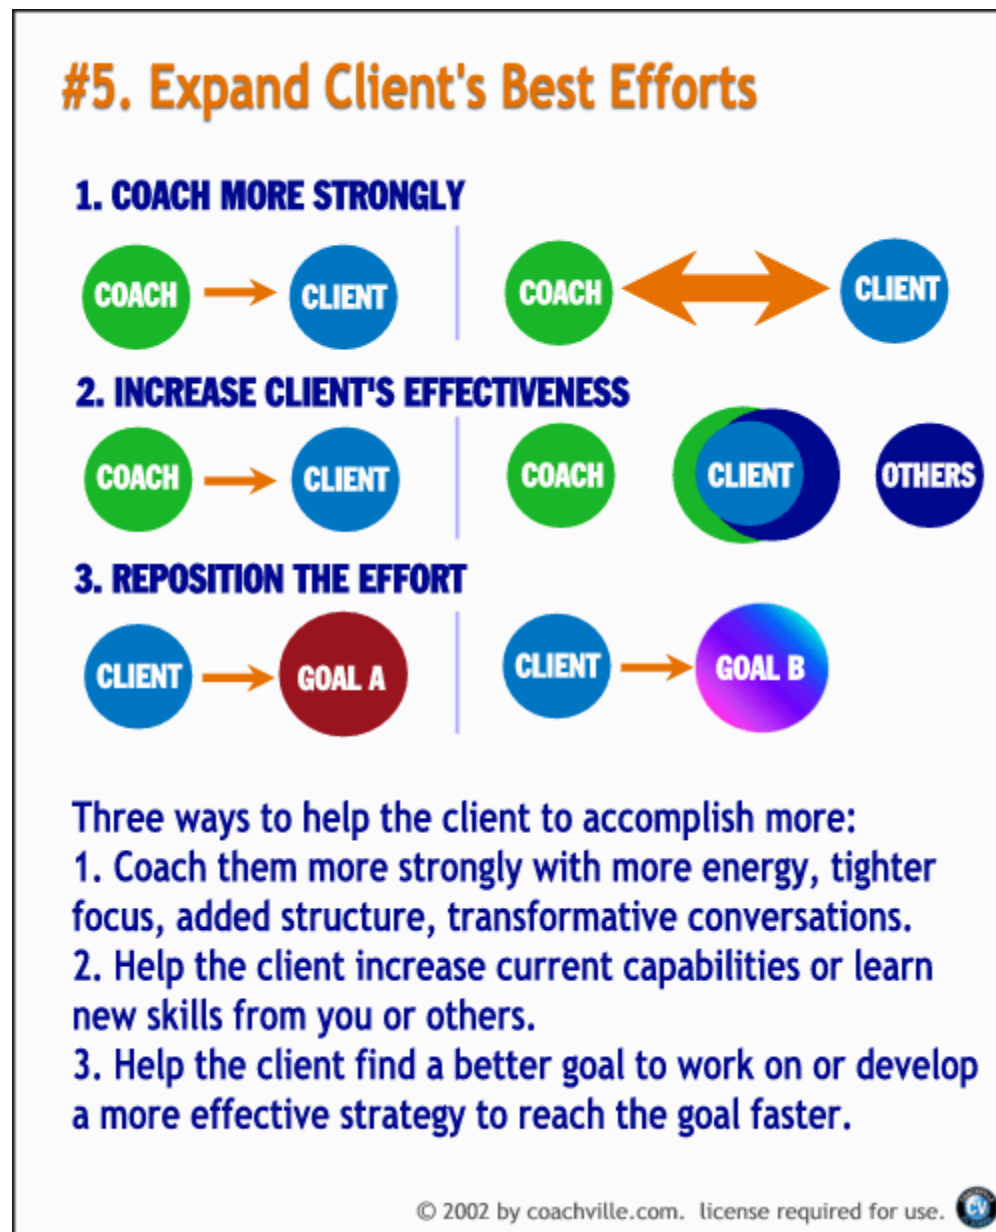 #5. Expand Client's Best Efforts
1. COACH MORE STRONGLY
COACH CLIENT COACH CLIENT
2. INCREASE CLIENT'S EFFECTIVENESS
COACH CLIENT COACH CLIENT OTHERS
3. REPOSITION THE EFFORT
CLIENT GOAL A CLIENT GOAL B
Three ways to help the client to accomplish more:
1. Coach them more strongly with more energy, tighter
focus, added structure, transformative conversations.
2. Help the client increase current capabilities or learn
new skills from you or others.
3. Help the client find a better goal to work on or develop
a more effective strategy to reach the goal faster.
© 2002 by coachville.com. license required for use. CV